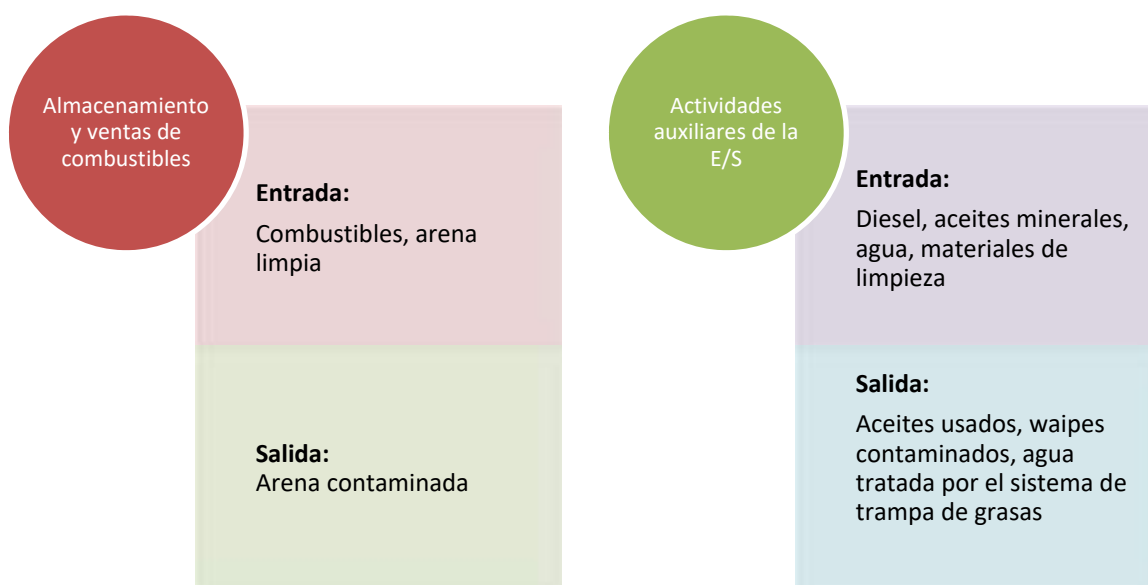 Almacenamiento
y ventas de
combustibles
Entrada:
Combustibles, arena
limpia
Salida:
Arena contaminada
Actividades
auxiliares de la
E/S
Entrada:
Diesel, aceites minerales,
agua, materiales de
limpieza
Salida:
Aceites usados, waipes
contaminados, agua
tratada por el sistema de
trampa de grasas